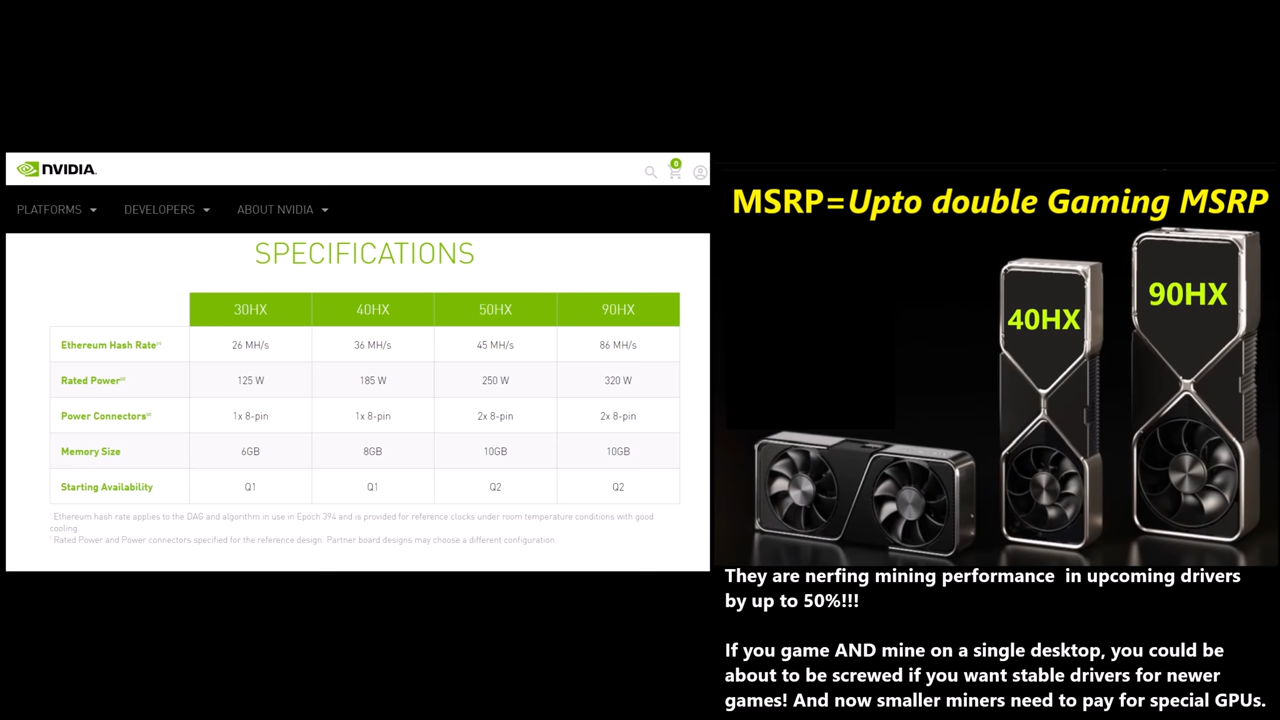 NVIDIA.
0
PLATFORMS DEVELOPERS ABOUT NVIDIA
SPECIFICATIONS
30HX 40HX 50HX 90HX
Ethereum Hash Rate 26 MH/s 36 MH/s 45 MH/s 86 MH/s
Rated Power 125 W 185 W 250 W 320 W
Power Connectors 1x 8-pin 1x 8-pin 2x 8-pin 2x 8-pin
Memory Size 6GB 8GB 10GB 10GB
Starting Availability Q1 Q1 Q2 Q2
Ethereum hash rate applies to the DAG and algorithm in use in Epoch 394 and is provided for reference clocks under room temperature conditions with good
cooling.
Rated Power and Power connectors specified for the reference design. Partner board designs may choose a different configuration.
MSRP=Upto double Gaming MSRP
40HX
90HX
They are nerfing mining performance in upcoming drivers
by up to 50%!!!
If you game AND mine on a single desktop, you could be
about to be screwed if you want stable drivers for newer
games! And now smaller miners need to pay for special GPUs.